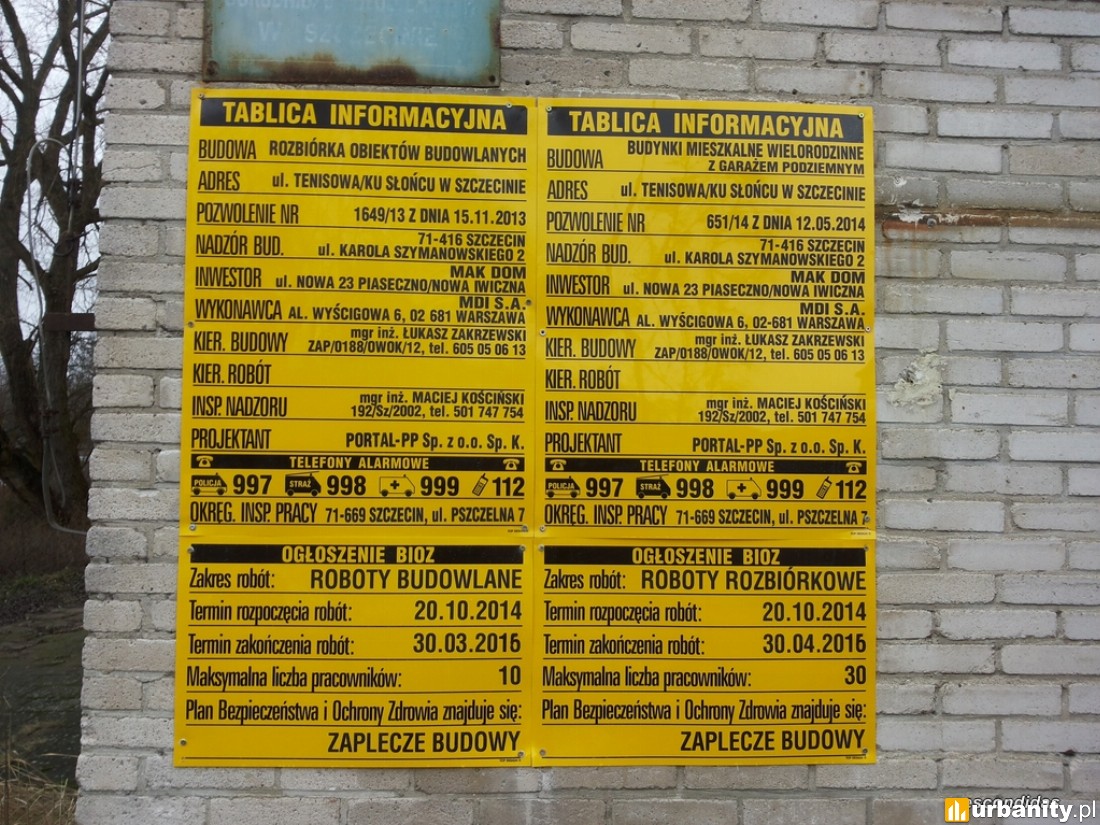 W SZCZECINIE
TABLICA INFORMACYJNA
BUDOWA ROZBIÓRKA OBIEKTÓW BUDOWLANYCH
ADRES ul. TENISOWA/KU SŁOŃCU W SZCZECINIE
POZWOLENIE NR 1649/13 Z DNIA 15.11.2013
NADZÓR BUD. 71-416 SZCZECIN
ul. KAROLA SZYMANOWSKIEGO 2
INWESTOR MAK DOM
ul. NOWA 23 PIASECZNO/NOWA IWICZNA
WYKONAWCA MDI S.A.
AL. WYŚCIGOWA 6, 02 681 WARSZAWA
KIER. BUDOWY mgr inż. ŁUKASZ ZAKRZEWSKI
ZAP/0188/OWOK/12, tel. 605 05 06 13
KIER. ROBÓT
INSP. NADZORU mgr inż. MACIEJ KOŚCIŃSKI
192/Sz/2002, tel. 501 747 754
PROJEKTANT PORTAL-PP Sp. z o.o. Sp. K.
TELEFONY ALARMOWE
POLICJA 997 STRAŻ 998 999 112
OKRĘG. INSP. PRACY 71-669 SZCZECIN, ul. PSZCZELNA 7
OGŁOSZENIE BIOZ
Zakres robót: ROBOTY BUDOWLANE
Termin rozpoczęcia robót: 20.10.2014
Termin zakończenia robót: 30.03.2016
Maksymalna liczba pracowników: 10
Plan Bezpieczeństwa i Ochrony Zdrowia znajduje się:
ZAPLECZE BUDOWY
TABLICA INFORMACYJNA
BUDOWA BUDYNKI MIESZKALNE WIELORODZINNE
Z GARAŻEM PODZIEMNYM
ADRES ul. TENISOWA/KU SŁOŃCU W SZCZECINIE
POZWOLENIE NR 651/14 Z DNIA 12.05.2014
NADZÓR BUD. 71-416 SZCZECIN
ul. KAROLA SZYMANOWSKIEGO 2
INWESTOR MAK DOM
ul. NOWA 23 PIASECZNO/NOWA IWICZNA
WYKONAWCA MDI S.A.
AL. WYŚCIGOWA 6, 02-681 WARSZAWA
KIER. BUDOWY mgr inż. ŁUKASZ ZAKRZEWSKI
ZAP/0188/OWOK/12, tel. 605 05 06 13
KIER. ROBÓT
INSP. NADZORU mgr inż. MACIEJ KOŚCIŃSKI
192/Sz/2002, tel. 501 747 754
PROJEKTANT PORTAL-PP Sp. z o.o. Sp. K.
TELEFONY ALARMOWE
POLICJA 997 STRAŻ 998 999 112
OKRĘG. INSP. PRACY 71-669 SZCZECIN, ul. PSZCZELNA 7
OGŁOSZENIE BIOZ
Zakres robót: ROBOTY ROZBIÓRKOWE
Termin rozpoczęcia robót: 20.10.2014
Termin zakończenia robót: 30.04.2016
Maksymalna liczba pracowników: 30
Plan Bezpieczeństwa i Ochrony Zdrowia znajduje się:
ZAPLECZE BUDOWY
urbanity.pl